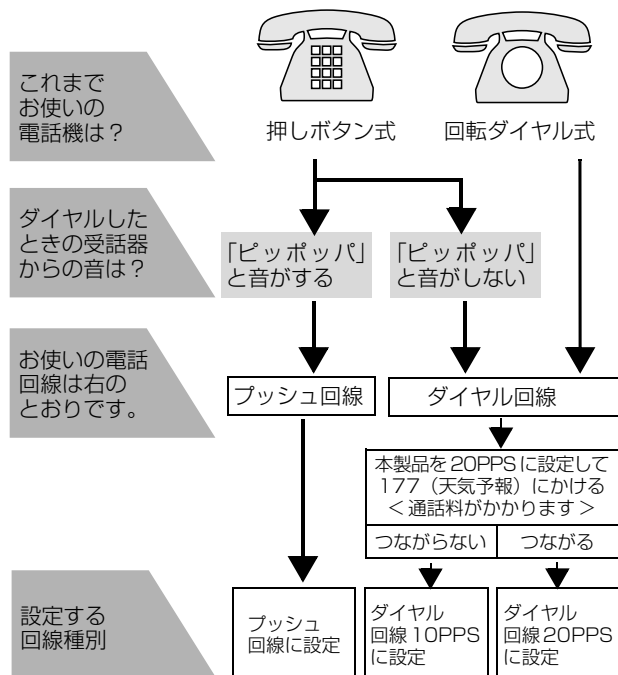 これまで
お使いの
電話機は？
押しボタン式
回転ダイヤル式
ダイヤルした
ときの受話器
からの音は？
「ピッポッパ」
と音がする
「ピッポッパ」
と音がしない
お使いの電話
回線は右の
とおりです。
プッシュ回線
ダイヤル回線
本製品を20PPSに設定して
177（天気予報）にかける
＜通話料がかかります＞
つながらない
つながる
設定する
回線種別
プッシュ
回線に設定
ダイヤル
回線10PPS
に設定
ダイヤル
回線20PPS
に設定